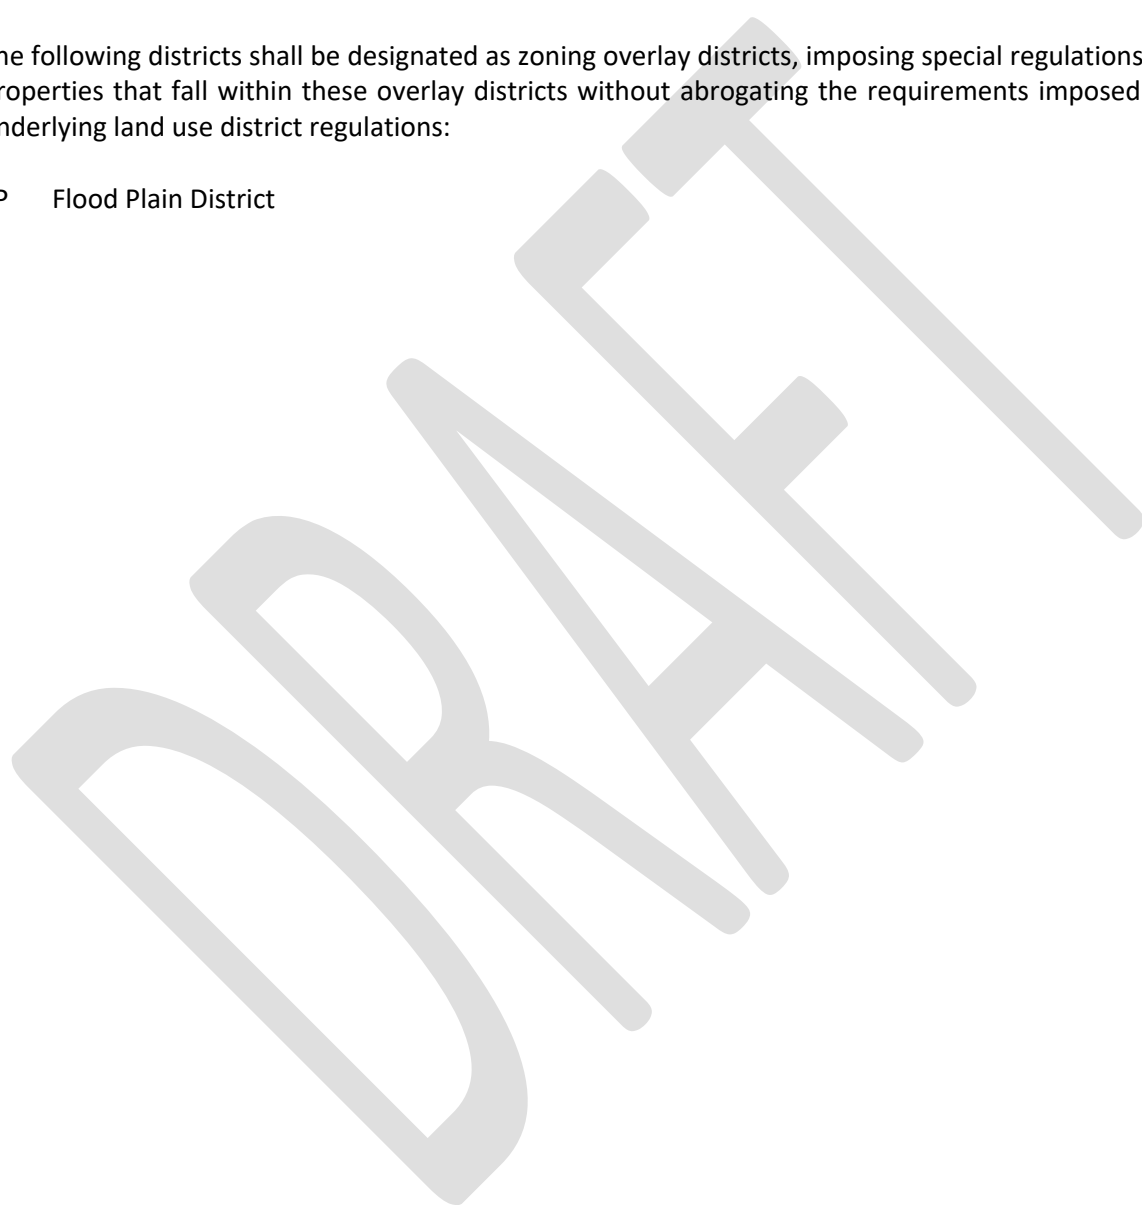 he following districts shall be designated as zoning overlay districts, imposing special regulations
roperties that fall within these overlay districts without abrogating the requirements imposed
nderlying land use district regulations:
P Flood Plain District
DRAFT